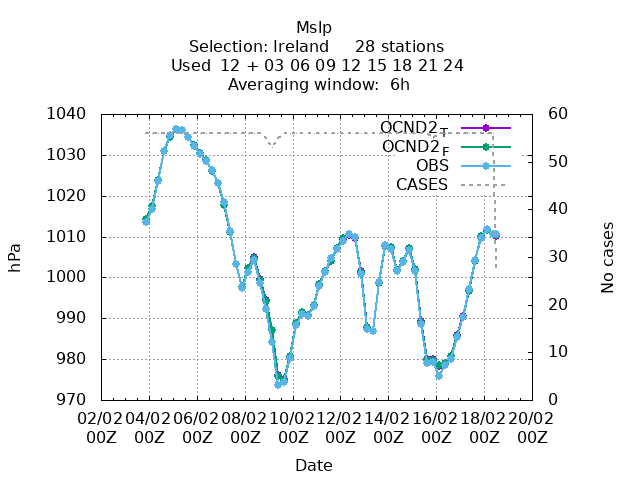 Mslp
Selection: Ireland     28 stations
Used  12 + 03 06 09 12 15 18 21 24
Averaging window:  6h
OCND2_T
OCND2_F
OBS
CASES
1040
1030
1020
1010
1000
990
980
970
hPa
60
50
40
30
20
10
0
No cases
02/02 04/02 06/02 08/02 10/02 12/02 14/02 16/02 18/02 20/02
00Z 00Z 00Z 00Z 00Z 00Z 00Z 00Z 00Z 00Z
Date